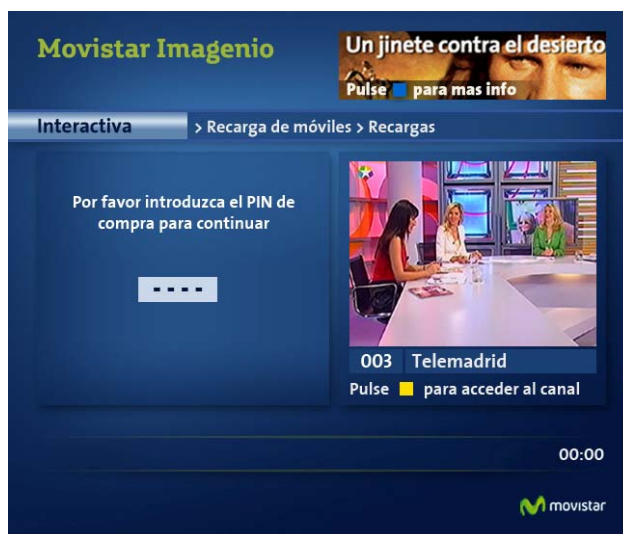 Movistar Imagenio
Un jinete contra el desierto
Pulse para mas info
Interactiva > Recarga de móviles > Recargas
Por favor introduzca el PIN de
compra para continuar
- - - -
003 Telemadrid
Pulse para acceder al canal
00:00
movistar